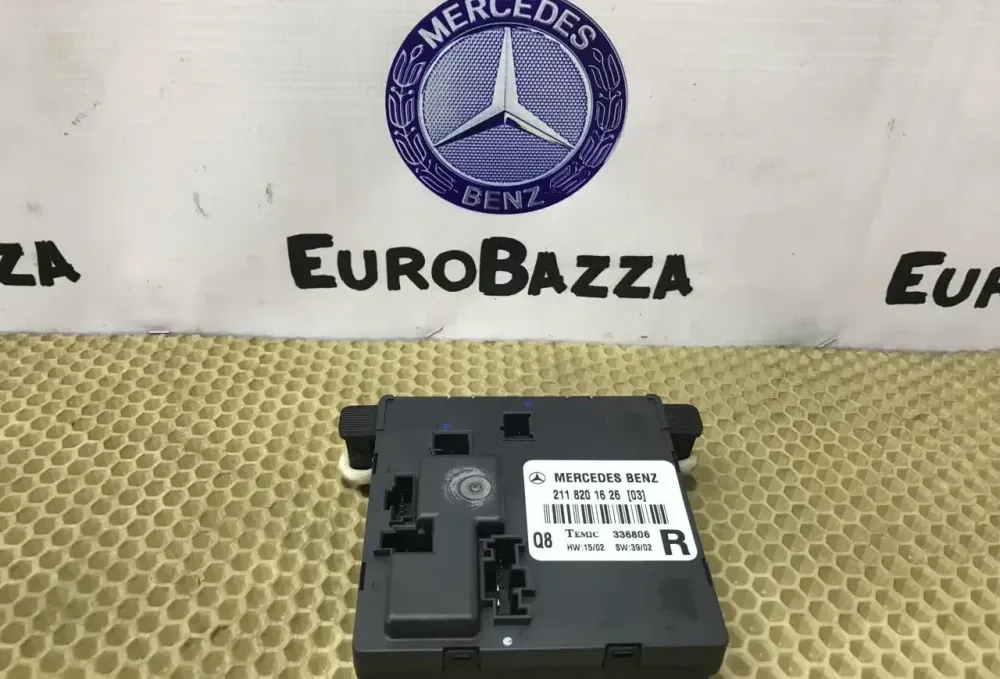 MERCEDES
BENZ
ZA EUROBAZZA EUR
MERCEDES BENZ
211 820 16 26 [03]
Q8 TEMIC 336806 R
HW:15/02 SW:39/02